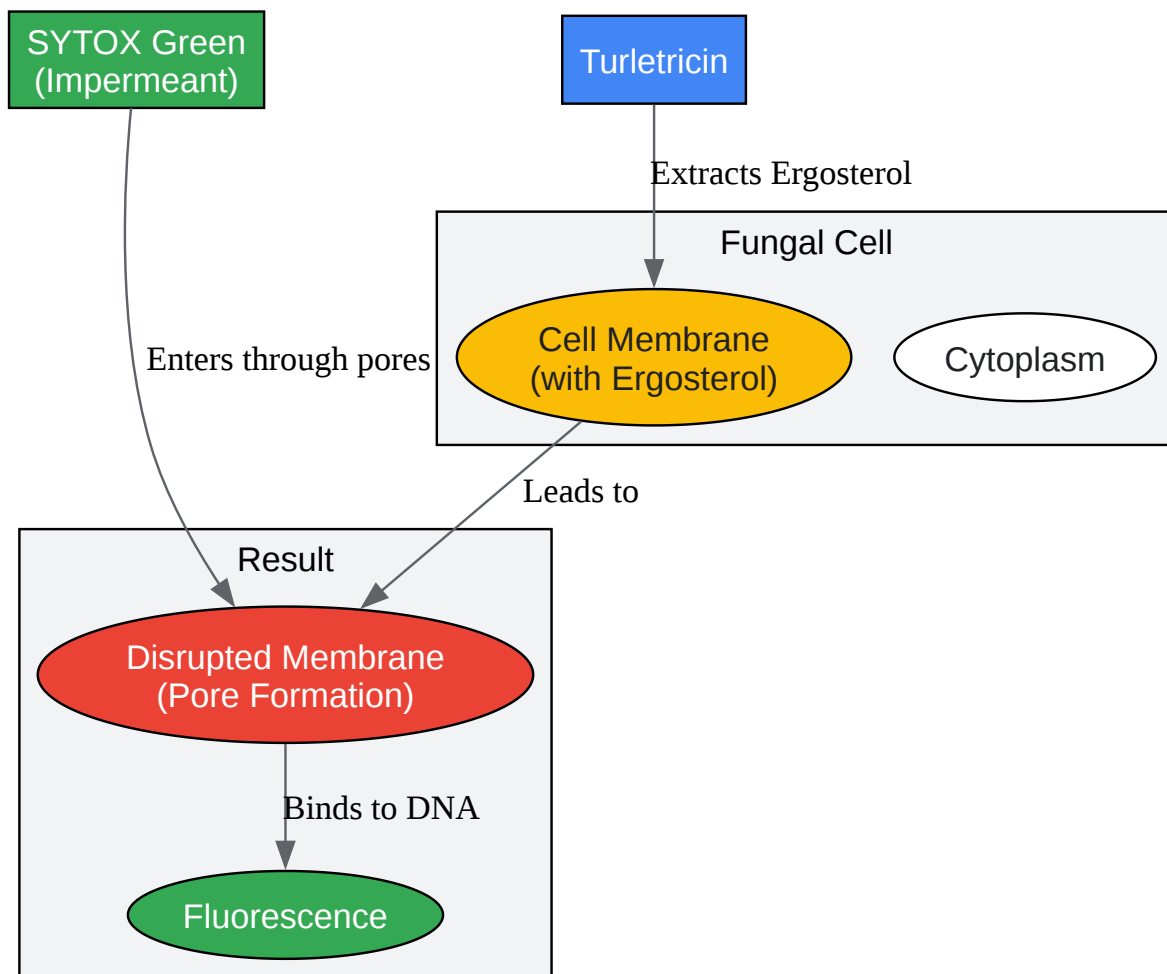 SYTOX Green
(Impermeant)
Turletricin
Extracts Ergosterol
Fungal Cell
Cell Membrane
(with Ergosterol)
Cytoplasm
Enters through pores
Leads to
Result
Disrupted Membrane
(Pore Formation)
Binds to DNA
Fluorescence